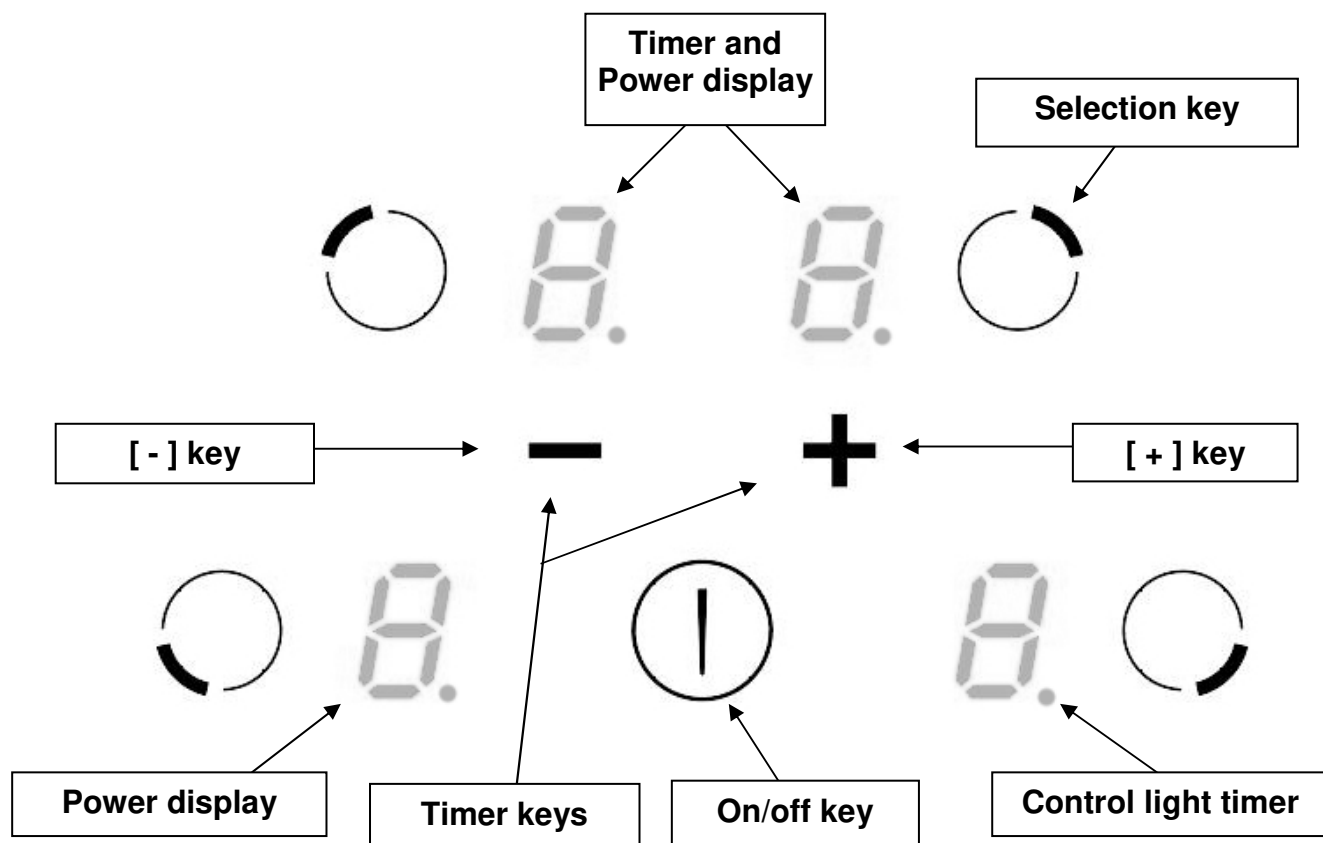 Timer and
Power display
Selection key
[ - ] key
[ + ] key
Power display
Timer keys
On/off key
Control light timer